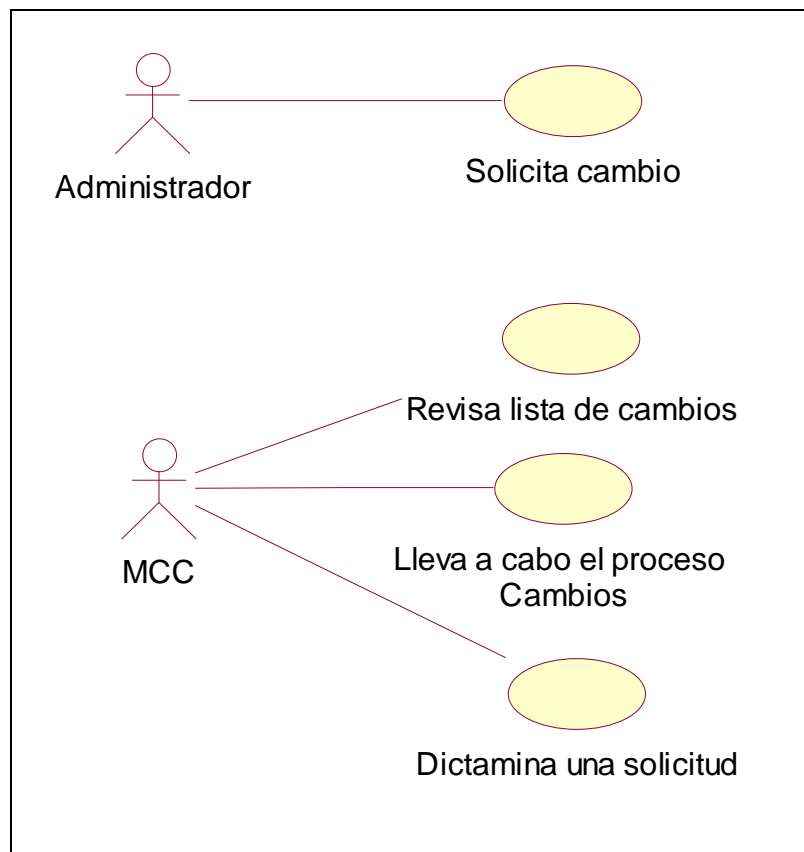 Administrador
Solicita cambio
Revisa lista de cambios
MCC
Lleva a cabo el proceso
Cambios
Dictamina una solicitud